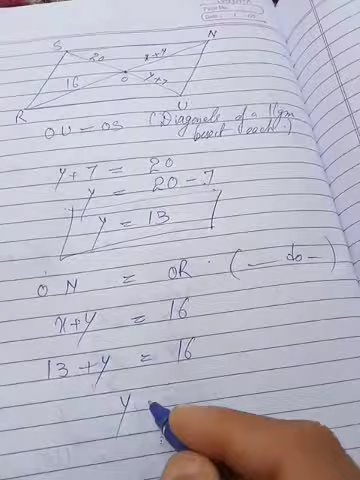 S
N
20
x+y
16
O
y+7
R
U
OU = OS (Diagonals of a llgm
bisect each.)
y + 7 = 20
y = 20 - 7
y = 13
ON = OR. (— do —)
x+y = 16
13 + y = 16
y